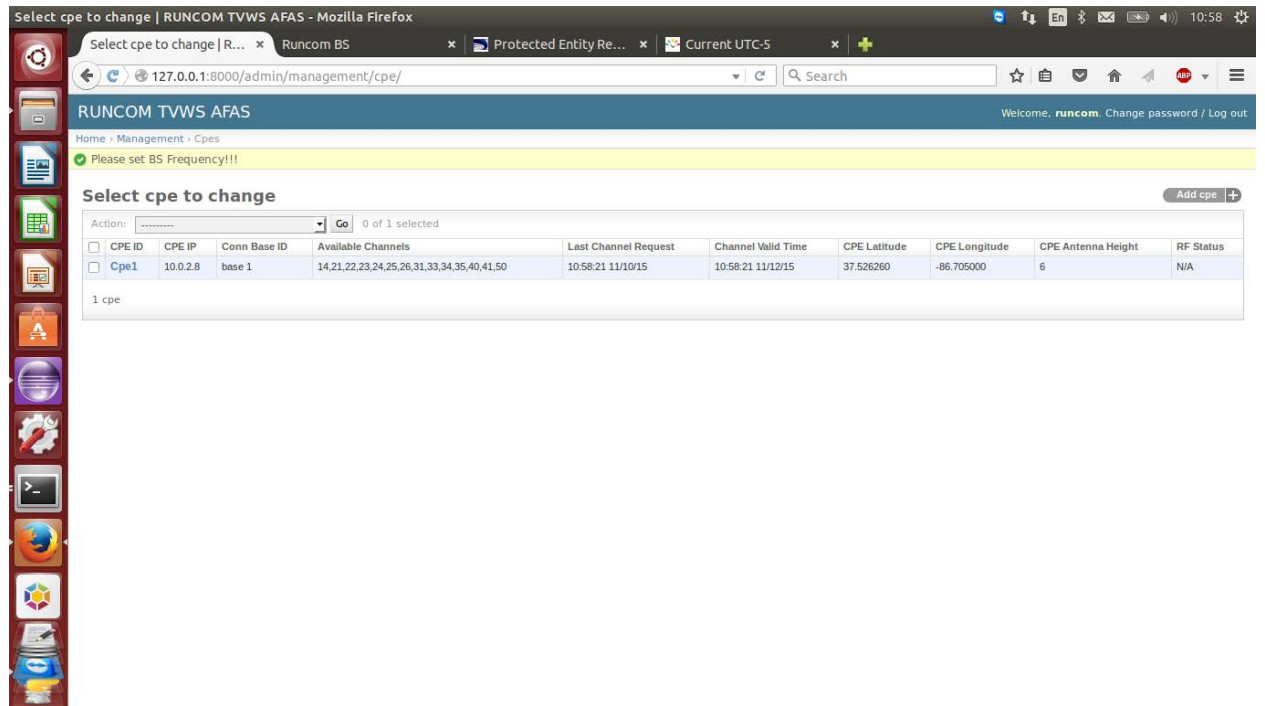 Select cpe to change | RUNCOM TVWS AFAS - Mozilla Firefox En 10:58
Select cpe to change | R... × Runcom BS × Protected Entity Re... × Current UTC-5 ×
127.0.0.1:8000/admin/management/cpe/ Search ABP
RUNCOM TVWS AFAS Welcome, runcom. Change password / Log out
Home › Management › Cpes
Please set BS Frequency!!!
Select cpe to change Add cpe +
Action: --------- Go 0 of 1 selected
CPE ID CPE IP Conn Base ID Available Channels Last Channel Request Channel Valid Time CPE Latitude CPE Longitude CPE Antenna Height RF Status
Cpe1 10.0.2.8 base 1 14,21,22,23,24,25,26,31,33,34,35,40,41,50 10:58:21 11/10/15 10:58:21 11/12/15 37.526260 -86.705000 6 N/A
1 cpe